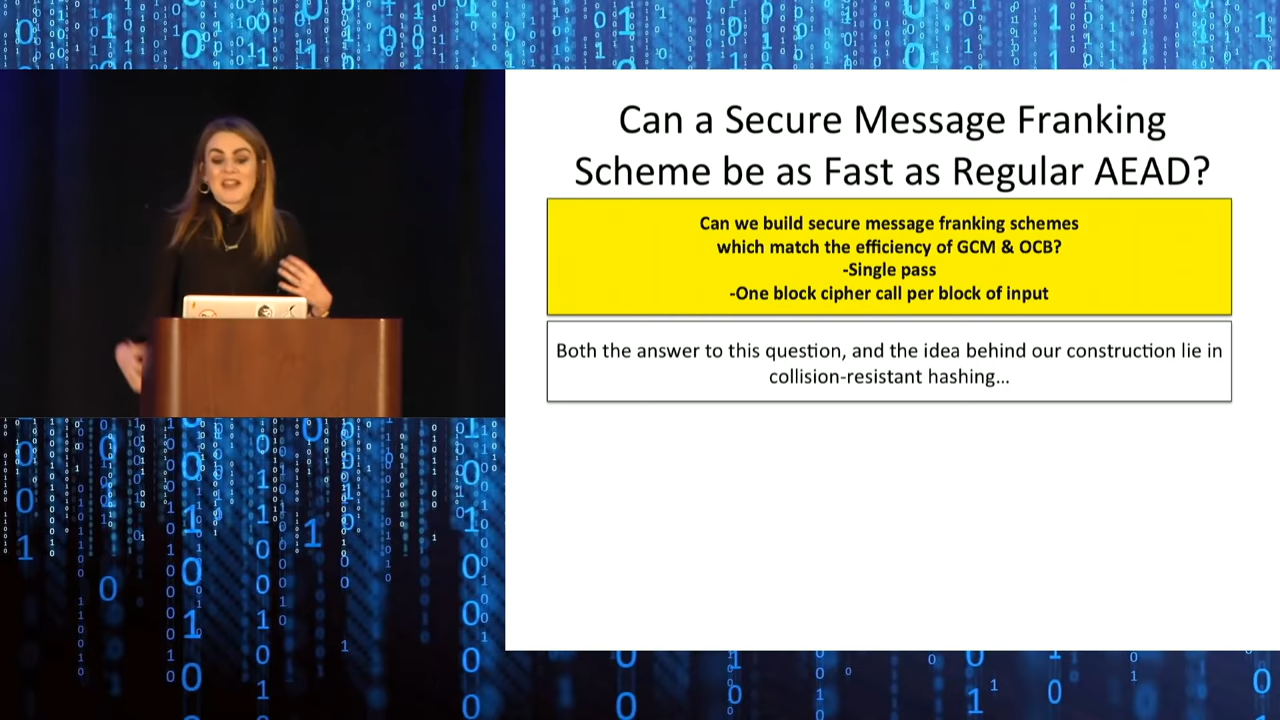 Can a Secure Message Franking
Scheme be as Fast as Regular AEAD?
Can we build secure message franking schemes
which match the efficiency of GCM & OCB?
-Single pass
-One block cipher call per block of input
Both the answer to this question, and the idea behind our construction lie in
collision-resistant hashing…